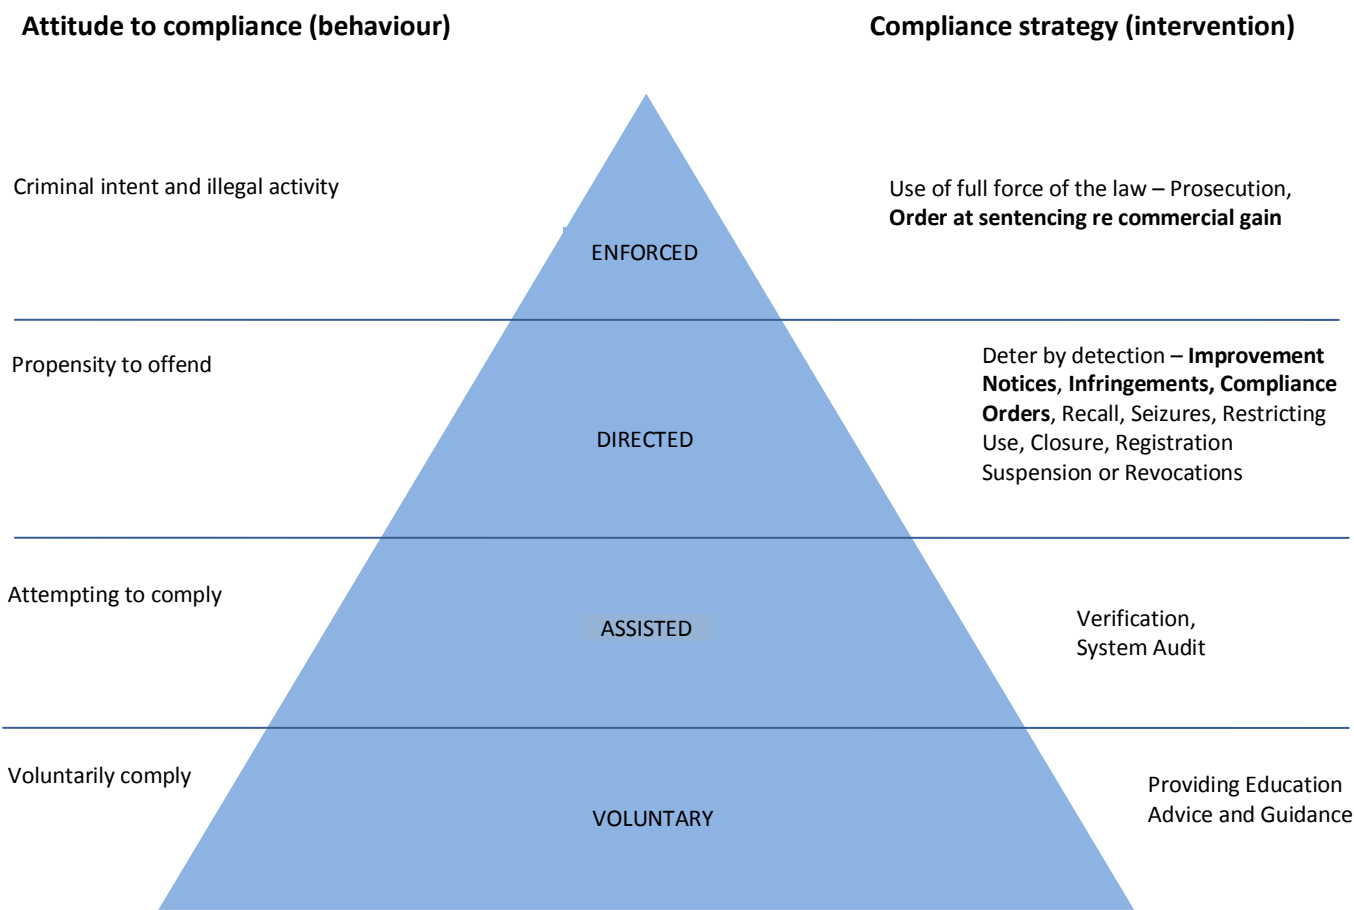 Attitude to compliance (behaviour)
Compliance strategy (intervention)
Criminal intent and illegal activity
Use of full force of the law – Prosecution,
Order at sentencing re commercial gain
ENFORCED
Propensity to offend
Deter by detection – Improvement
Notices, Infringements, Compliance
Orders, Recall, Seizures, Restricting
Use, Closure, Registration
Suspension or Revocations
DIRECTED
Attempting to comply
ASSISTED
Verification,
System Audit
Voluntarily comply
VOLUNTARY
Providing Education
Advice and Guidance